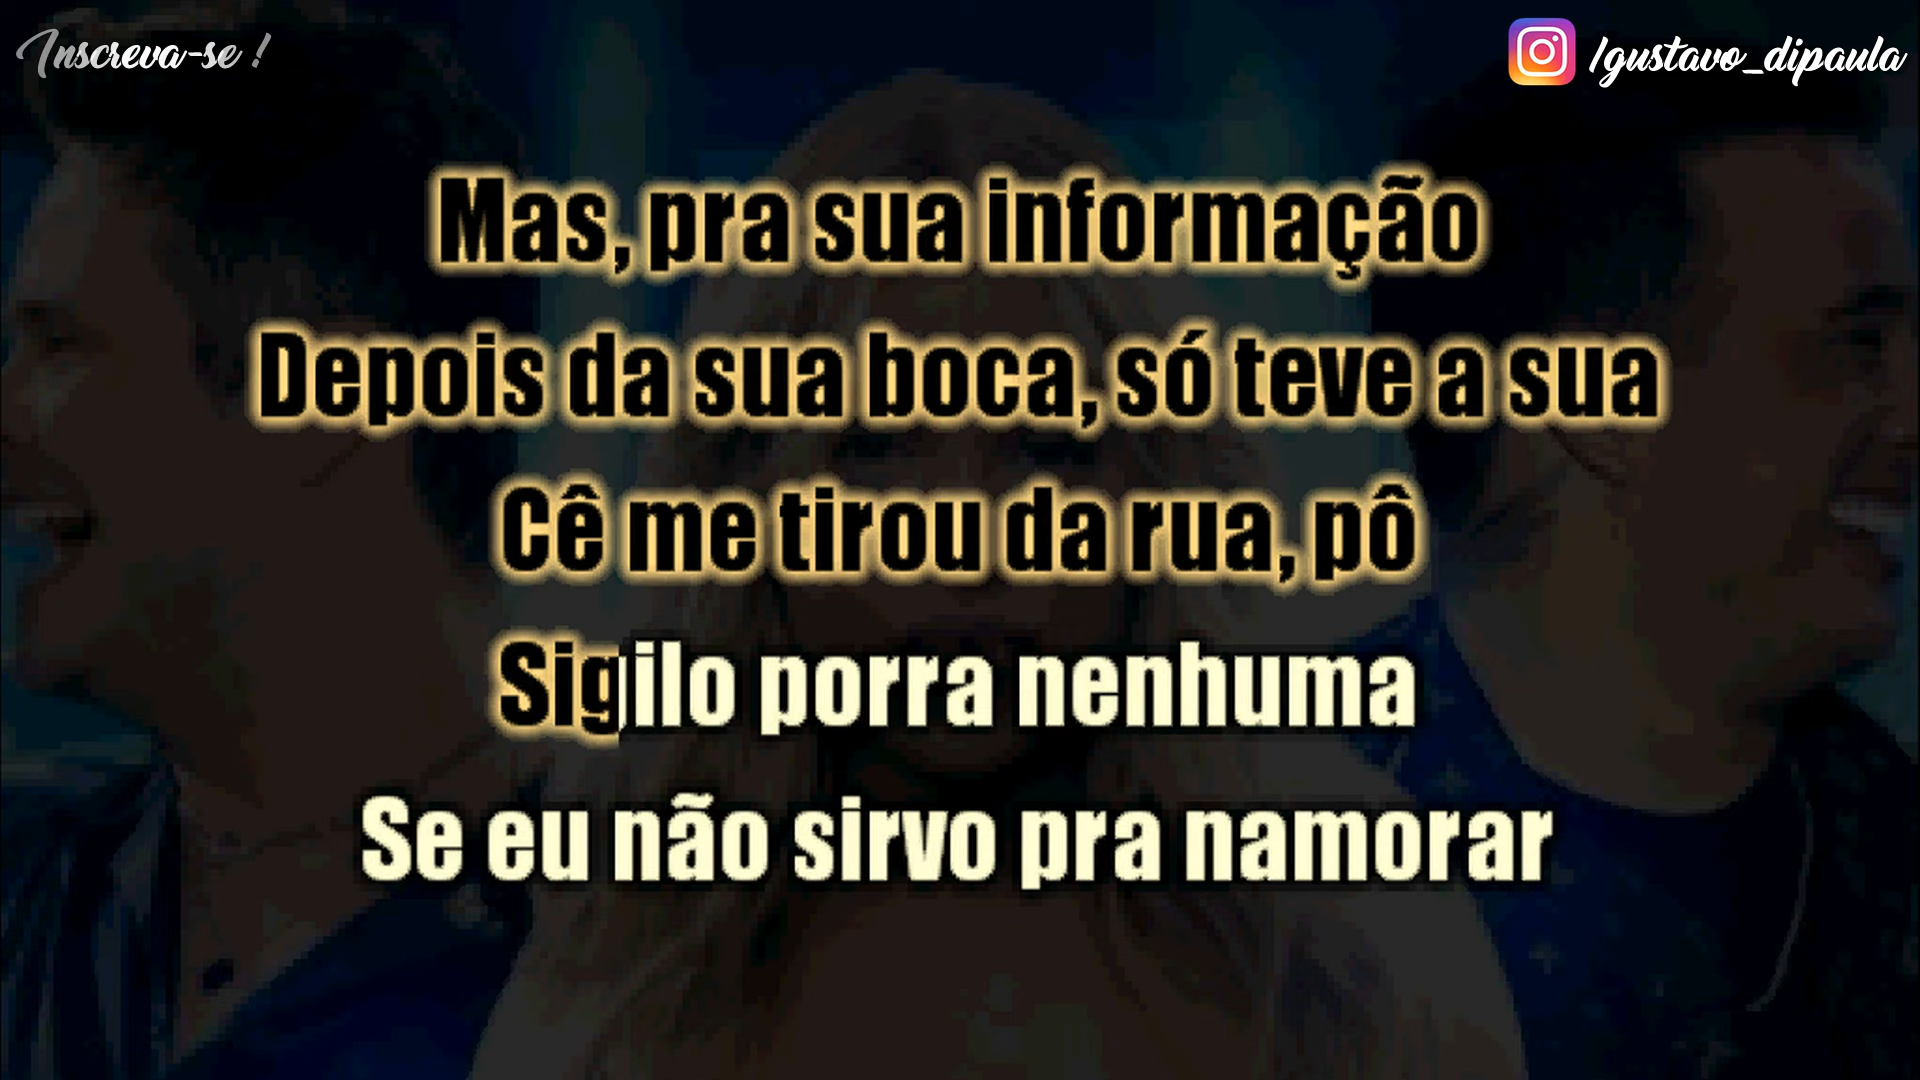 Inscreva-se !
/gustavo_dipaula
Mas, pra sua informação
Depois da sua boca, só teve a sua
Cê me tirou da rua, pô
Sigilo porra nenhuma
Se eu não sirvo pra namorar